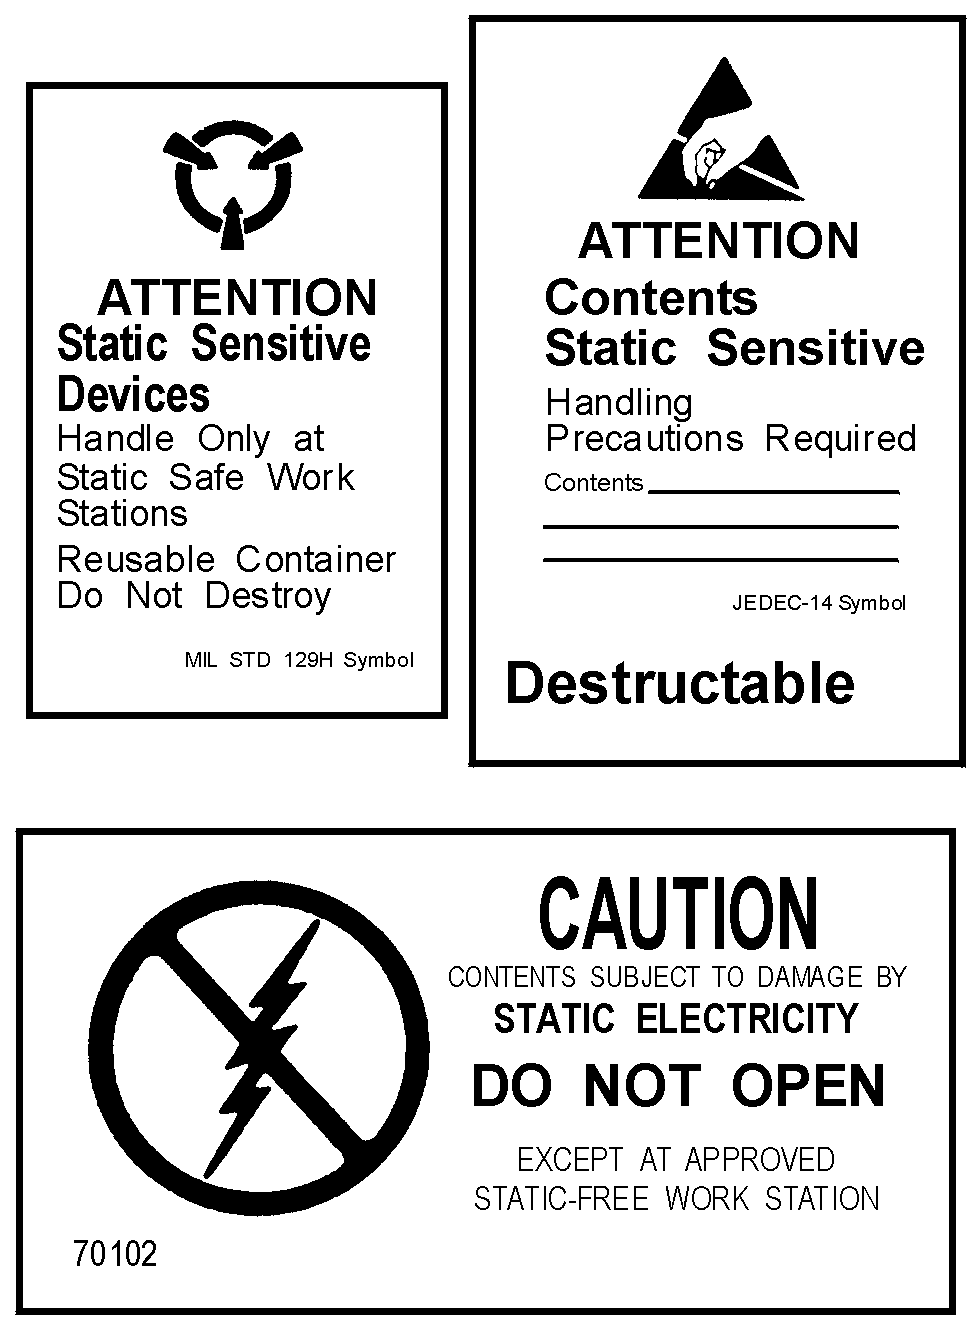 ATTENTION
Static Sensitive
Devices
Handle Only at
Static Safe Work
Stations
Reusable Container
Do Not Destroy
MIL STD 129H Symbol
ATTENTION
Contents
Static Sensitive
Handling
Precautions Required
Contents
JEDEC-14 Symbol
Destructable
CAUTION
CONTENTS SUBJECT TO DAMAGE BY
STATIC ELECTRICITY
DO NOT OPEN
EXCEPT AT APPROVED
STATIC-FREE WORK STATION
70102